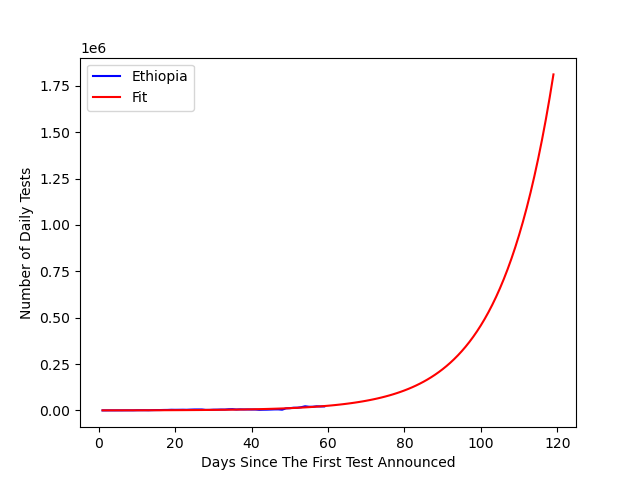 1e6
Ethiopia
Fit
Number of Daily Tests
1.75
1.50
1.25
1.00
0.75
0.50
0.25
0.00
0 20 40 60 80 100 120
Days Since The First Test Announced